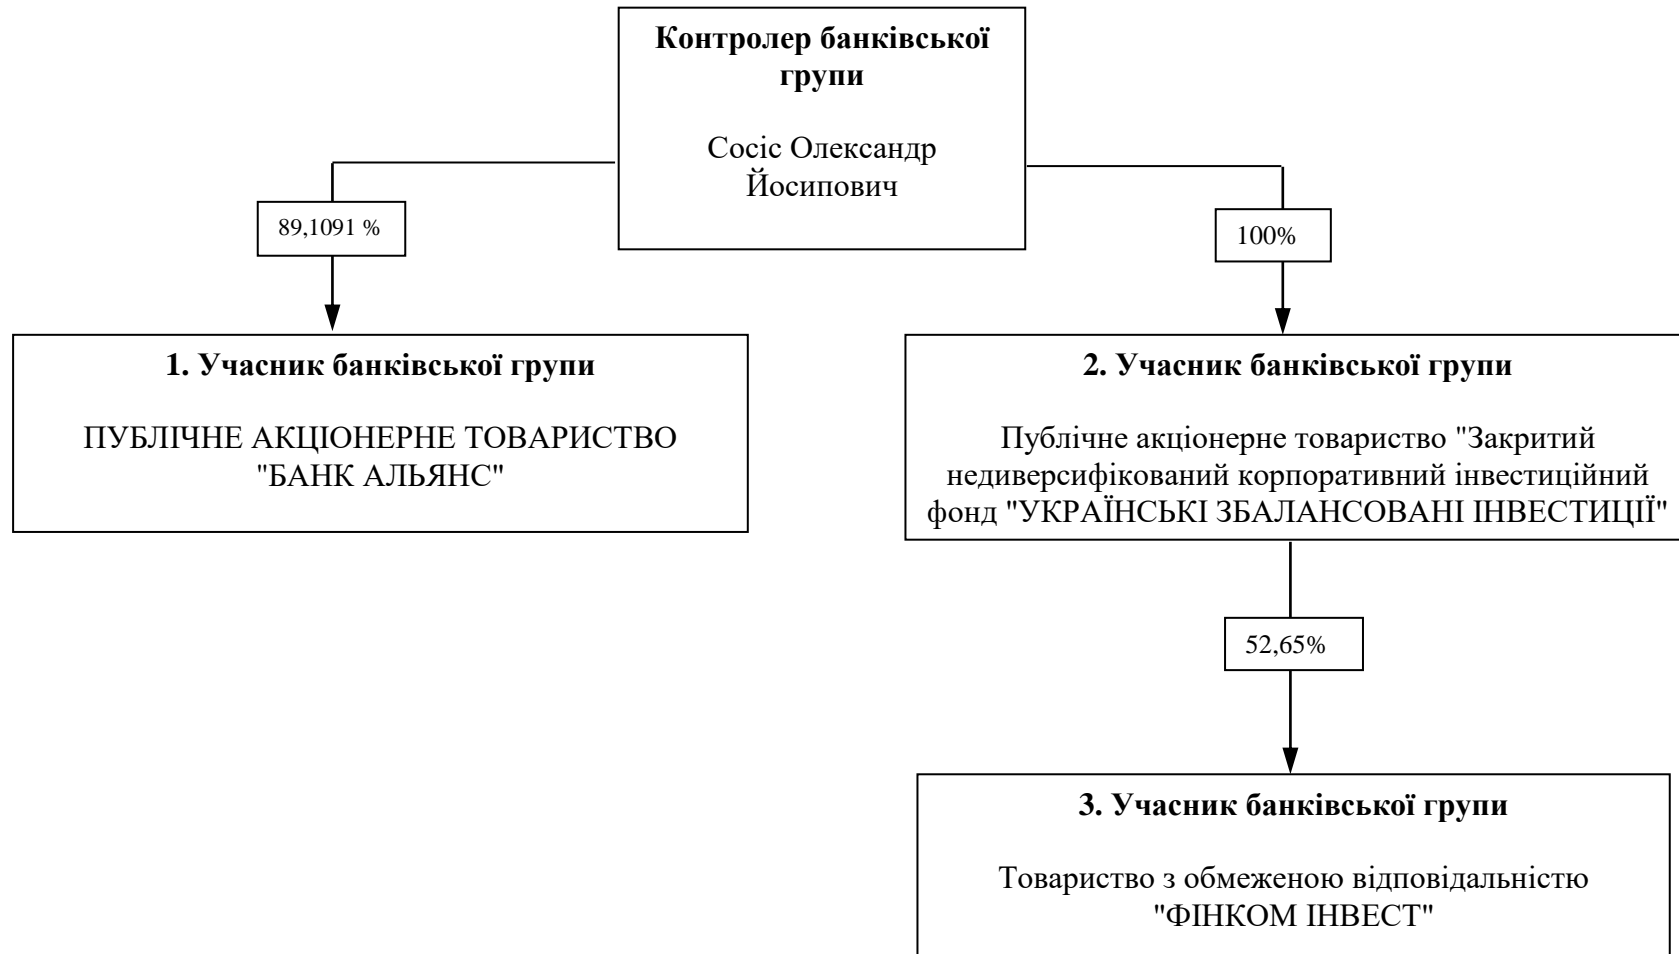 Контролер банківської
групи
Сосіс Олександр
Йосипович
89,1091 %
100%
1. Учасник банківської групи
ПУБЛІЧНЕ АКЦІОНЕРНЕ ТОВАРИСТВО
"БАНК АЛЬЯНС"
2. Учасник банківської групи
Публічне акціонерне товариство "Закритий
недиверсифікований корпоративний інвестиційний
фонд "УКРАЇНСЬКІ ЗБАЛАНСОВАНІ ІНВЕСТИЦІЇ"
52,65%
3. Учасник банківської групи
Товариство з обмеженою відповідальністю
"ФІНКОМ ІНВЕСТ"